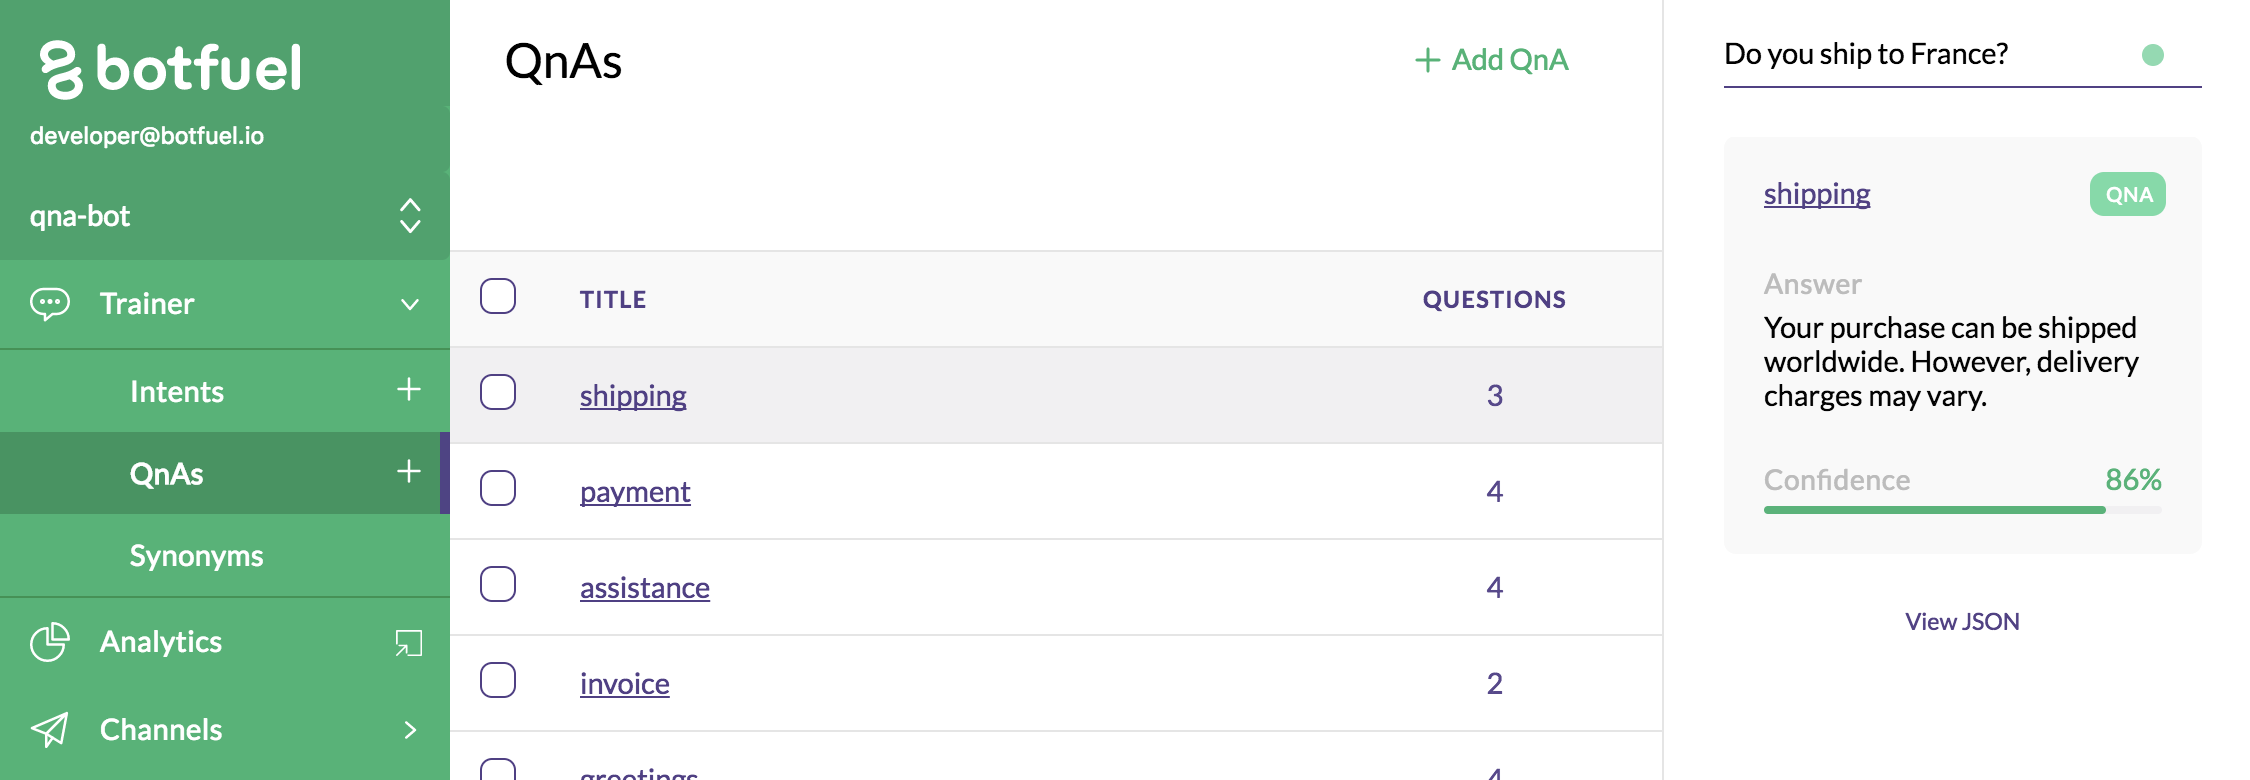 botfuel
developer@botfuel.io
qna-bot
Trainer
Intents
QnAs
Synonyms
Analytics
Channels
QnAs
+ Add QnA
TITLE QUESTIONS
shipping 3
payment 4
assistance 4
invoice 2
greetings 4
Do you ship to France?
shipping QNA
Answer
Your purchase can be shipped
worldwide. However, delivery
charges may vary.
Confidence 86%
View JSON